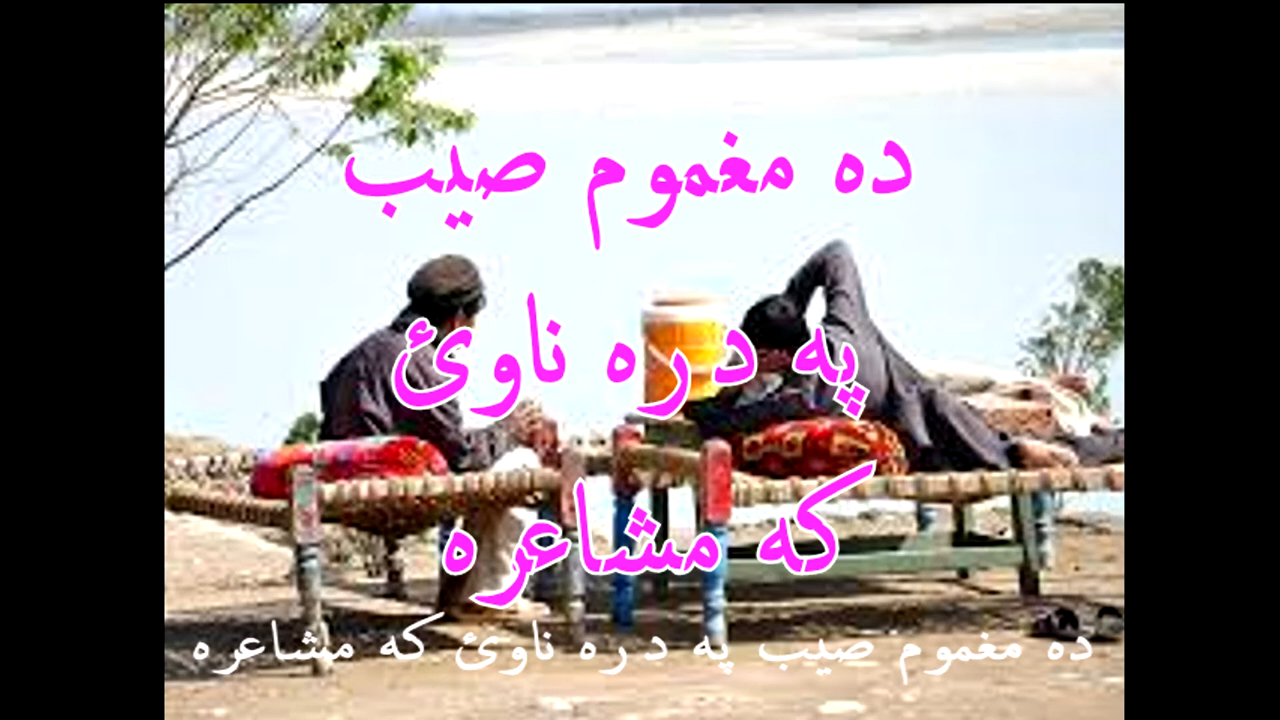 ده مغموم صیب
په دره ناوئ
که مشاعره
ده مغموم صیب په دره ناوئ که مشاعره